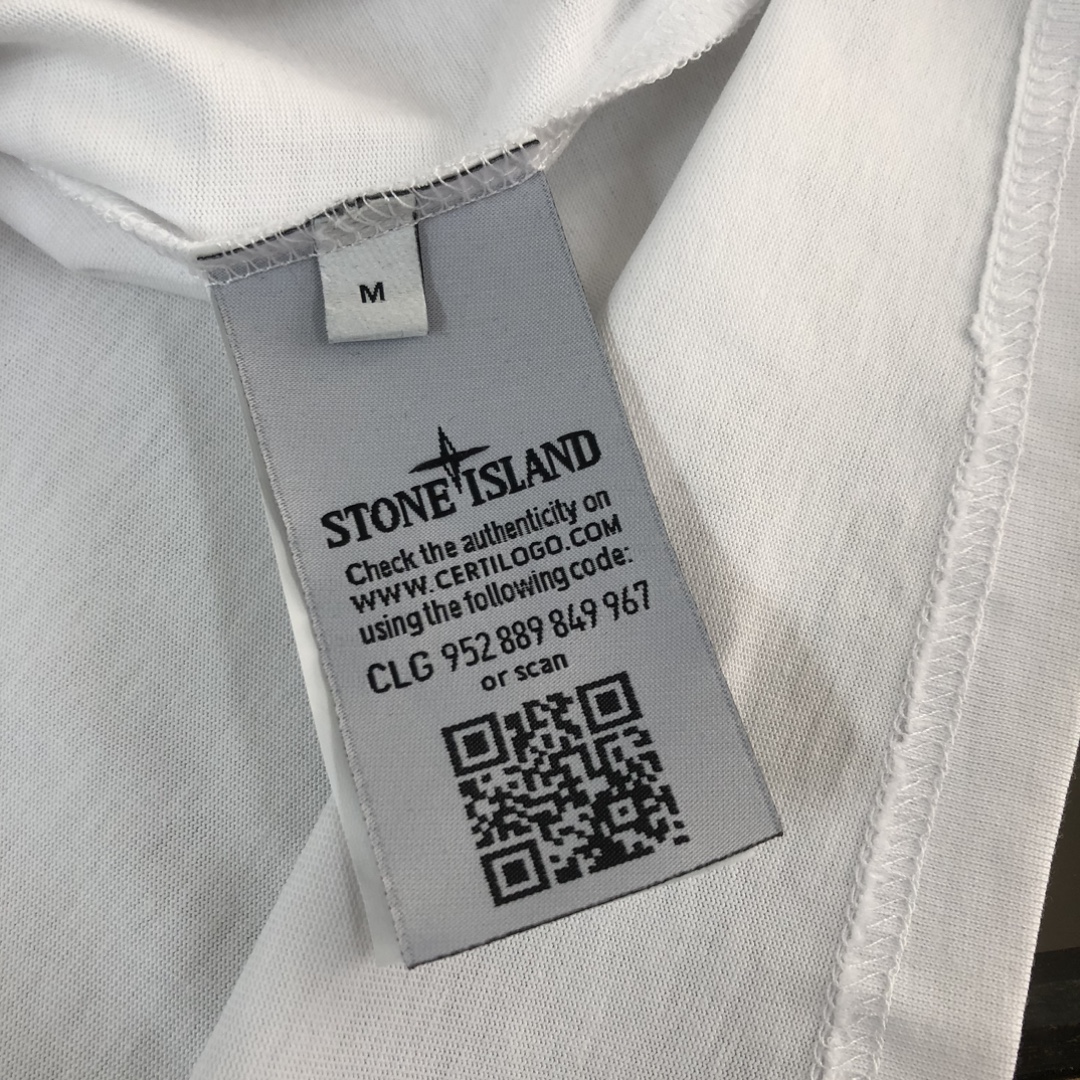 M
STONE ISLAND
Check the authenticity on
WWW.CERTILOGO.COM
using the following code:
CLG 952 889 849 967
or scan